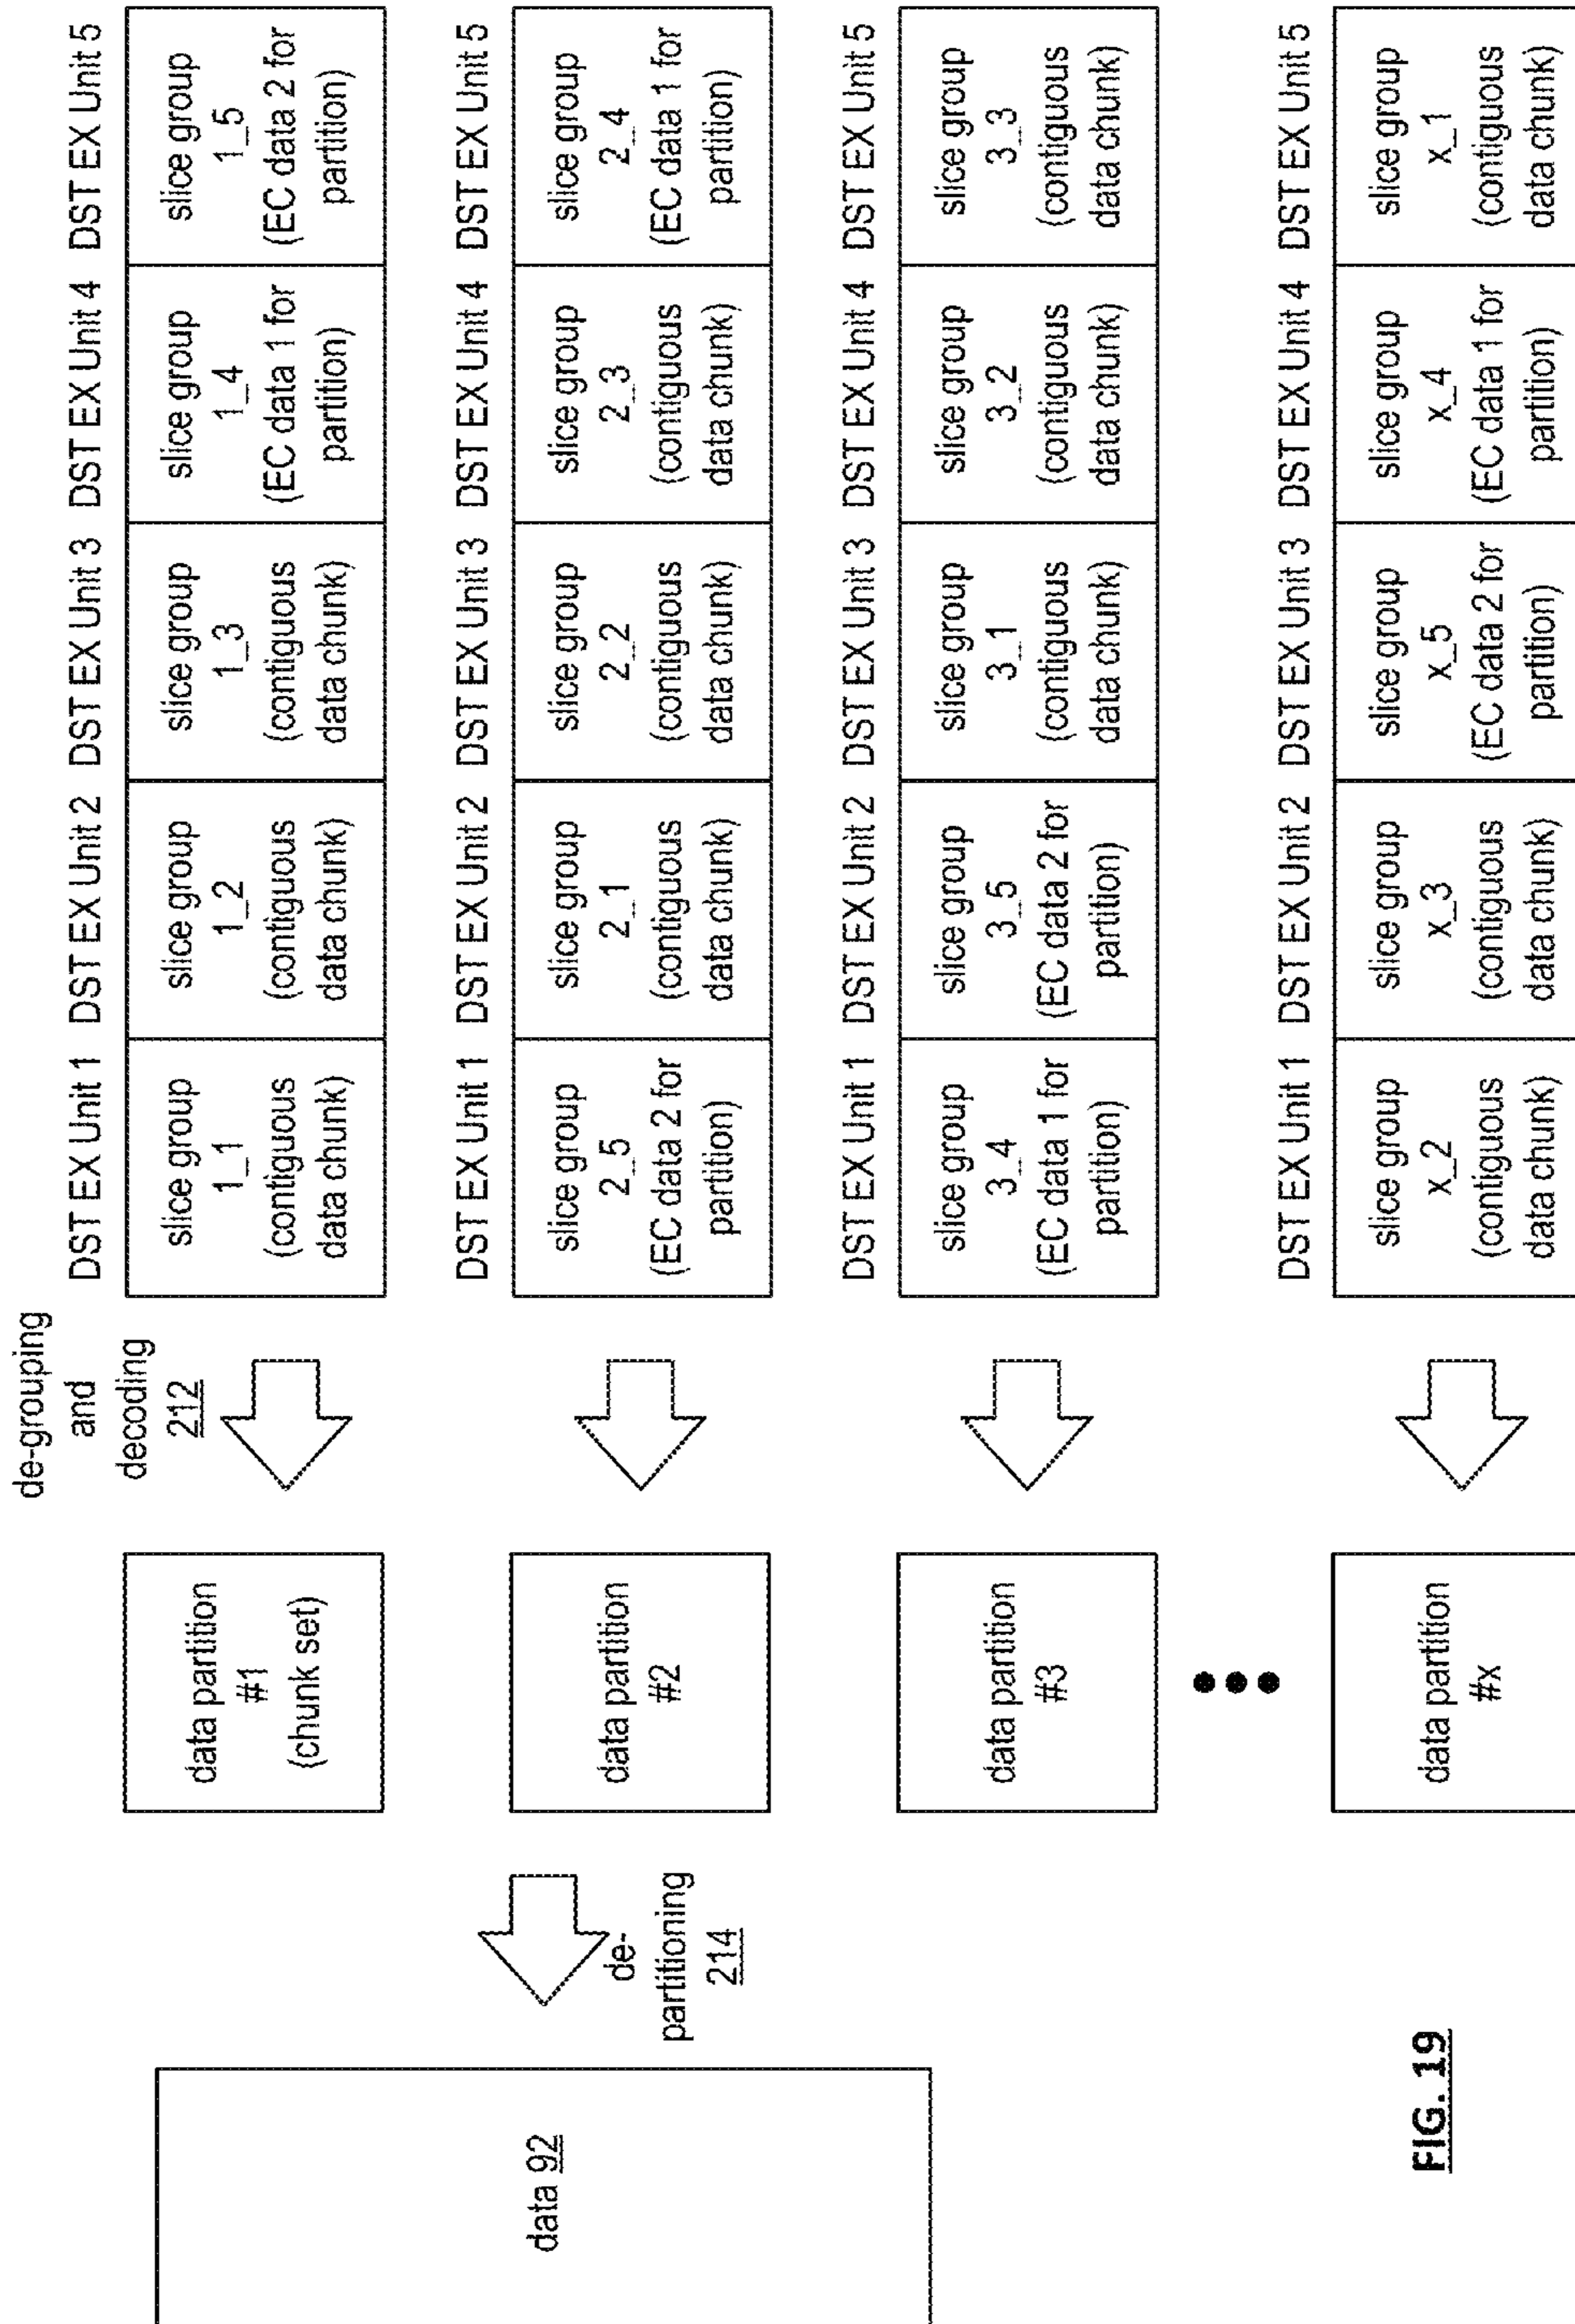 de-grouping
and
decoding
212
DST EX Unit 1 DST EX Unit 2 DST EX Unit 3 DST EX Unit 4 DST EX Unit 5
data partition
#1
(chunk set)
slice group
1_1
(contiguous
data chunk)
slice group
1_2
(contiguous
data chunk)
slice group
1_3
(contiguous
data chunk)
slice group
1_4
(EC data 1 for
partition)
slice group
1_5
(EC data 2 for
partition)
DST EX Unit 1 DST EX Unit 2 DST EX Unit 3 DST EX Unit 4 DST EX Unit 5
data 92
de-
partitioning
214
data partition
#2
slice group
2_5
(EC data 2 for
partition)
slice group
2_1
(contiguous
data chunk)
slice group
2_2
(contiguous
data chunk)
slice group
2_3
(contiguous
data chunk)
slice group
2_4
(EC data 1 for
partition)
DST EX Unit 1 DST EX Unit 2 DST EX Unit 3 DST EX Unit 4 DST EX Unit 5
data partition
#3
slice group
3_4
(EC data 1 for
partition)
slice group
3_5
(EC data 2 for
partition)
slice group
3_1
(contiguous
data chunk)
slice group
3_2
(contiguous
data chunk)
slice group
3_3
(contiguous
data chunk)
DST EX Unit 1 DST EX Unit 2 DST EX Unit 3 DST EX Unit 4 DST EX Unit 5
data partition
#x
slice group
x_2
(contiguous
data chunk)
slice group
x_3
(contiguous
data chunk)
slice group
x_5
(EC data 2 for
partition)
slice group
x_4
(EC data 1 for
partition)
slice group
x_1
(contiguous
data chunk)
FIG. 19